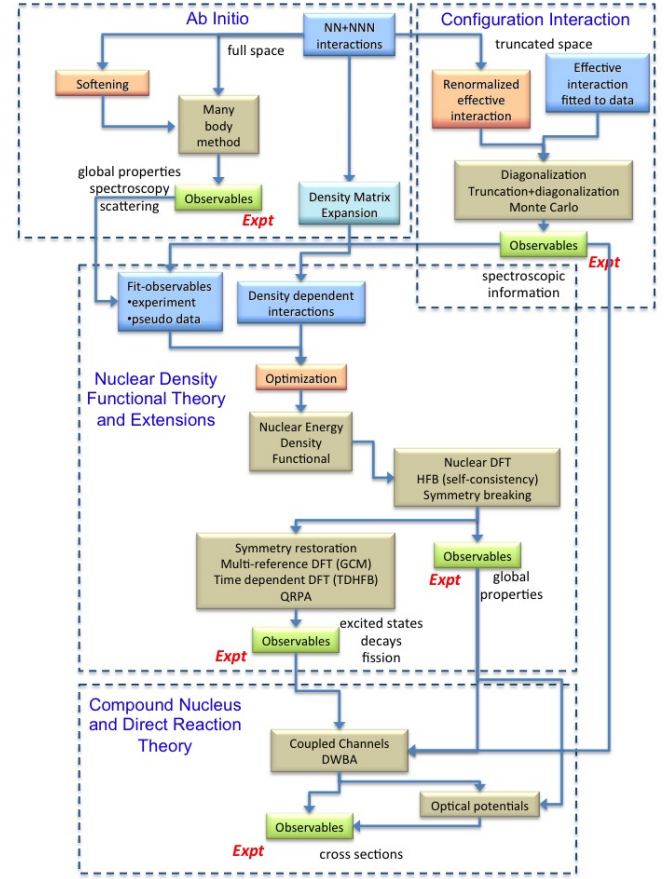 Ab Initio
NN+NNN
interactions
Configuration Interaction
full space
truncated space
Softening
Many
body
method
Renormalized
effective
interaction
Effective
interaction
fitted to data
global properties
spectroscopy
scattering
Observables
Expt
Density Matrix
Expansion
Diagonalization
Truncation+diagonalization
Monte Carlo
Observables
Expt
spectroscopic
information
Fit-observables
•experiment
•pseudo data
Density dependent
interactions
Nuclear Density
Functional Theory
and Extensions
Optimization
Nuclear Energy
Density
Functional
Nuclear DFT
HFB (self-consistency)
Symmetry breaking
Symmetry restoration
Multi-reference DFT (GCM)
Time dependent DFT (TDHFB)
QRPA
Observables
Expt
global
properties
Observables
Expt
excited states
decays
fission
Compound Nucleus
and Direct Reaction
Theory
Coupled Channels
DWBA
Optical potentials
Observables
Expt
cross sections